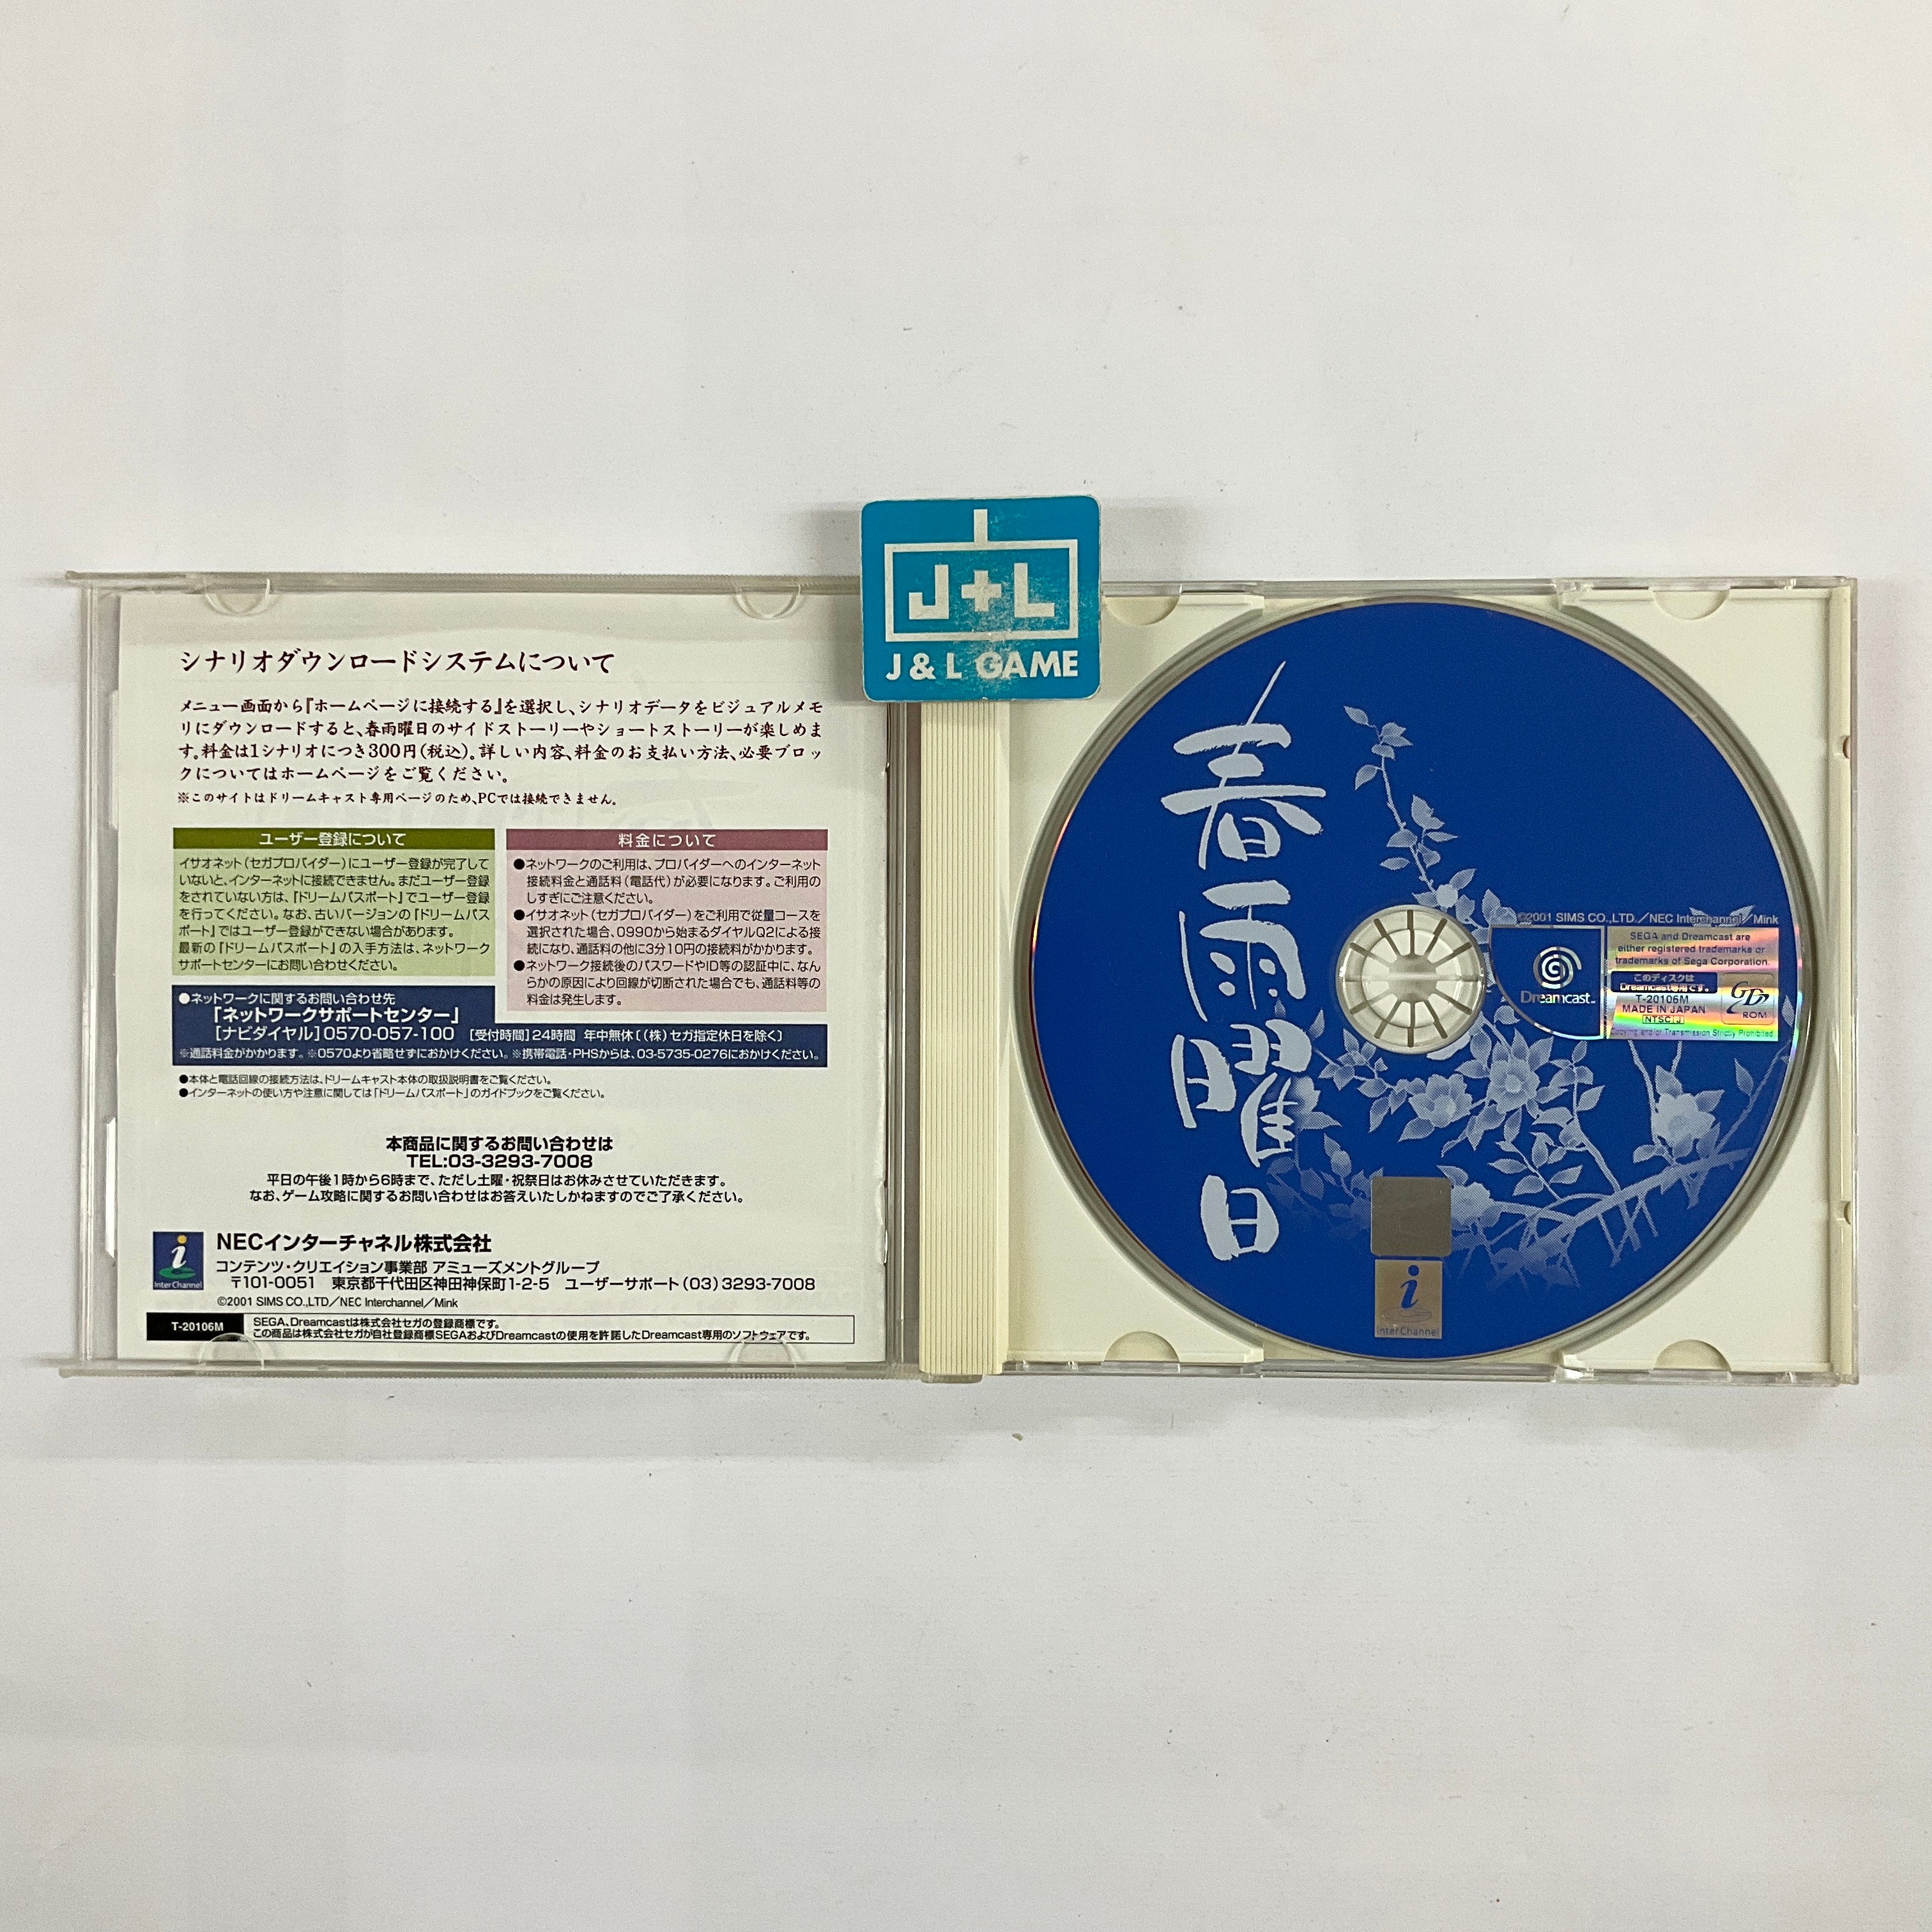 J+L
J & L GAME
シナリオダウンロードシステムについて
メニュー画面から『ホームページに接続する』を選択し、シナリオデータをビジュアルメモ
リにダウンロードすると、春雨曜日のサイドストーリーやショートストーリーが楽しめま
す。料金は1シナリオにつき300円(税込)。詳しい内容、料金のお支払い方法、必要ブロッ
クについてはホームページをご覧ください。
※このサイトはドリームキャスト専用ページのため、PCでは接続できません。
ユーザー登録について
イサオネット(セガプロバイダー)にユーザー登録が完了して
いないと、インターネットに接続できません。まだユーザー登録
をされていない方は、『ドリームパスポート』でユーザー登録
を行ってください。なお、古いバージョンの『ドリームパス
ポート』ではユーザー登録ができない場合があります。
最新の『ドリームパスポート』の入手方法は、ネットワーク
サポートセンターにお問い合わせください。
料金について
●ネットワークのご利用は、プロバイダーへのインターネット
接続料金と通話料(電話代)が必要になります。ご利用の
しすぎにご注意ください。
●イサオネット(セガプロバイダー)をご利用で従量コースを
選択された場合、0990から始まるダイヤルQ2による接
続になり、通話料の他に3分10円の接続料がかかります。
●ネットワーク接続後のパスワードやID等の認証中に、なん
らかの原因により回線が切断された場合でも、通話料等の
料金は発生します。
●ネットワークに関するお問い合わせ先
「ネットワークサポートセンター」
[ナビダイヤル]0570-057-100 [受付時間]24時間 年中無休〔(株)セガ指定休日を除く〕
※通話料金がかかります。※0570より省略せずにおかけください。※携帯電話・PHSからは、03-5735-0276におかけください。
●本体と電話回線の接続方法は、ドリームキャスト本体の取扱説明書をご覧ください。
●インターネットの使い方や注意に関しては「ドリームパスポート」のガイドブックをご覧ください。
本商品に関するお問い合わせは
TEL:03-3293-7008
平日の午後1時から6時まで、ただし土曜・祝祭日はお休みさせていただきます。
なお、ゲーム攻略に関するお問い合わせはお答えいたしかねますのでご了承ください。
i
InterChannel
NECインターチャネル株式会社
コンテンツ・クリエイション事業部 アミューズメントグループ
〒101-0051 東京都千代田区神田神保町1-2-5 ユーザーサポート(03)3293-7008
©2001 SIMS CO.,LTD/NEC Interchannel/Mink
T-20106M
SEGA、Dreamcastは株式会社セガの登録商標です。
この商品は株式会社セガが自社登録商標SEGAおよびDreamcastの使用を許諾したDreamcast専用のソフトウェアです。
春雨曜日
©2001 SIMS CO.,LTD./NEC Interchannel/Mink
Dreamcast™
SEGA and Dreamcast are
either registered trademarks or
trademarks of Sega Corporation.
このディスクは
Dreamcast専用です。
T-20106M
MADE IN JAPAN
NTSC J
GD
ROM
Copying and/or Transmission Strictly Prohibited
i
InterChannel